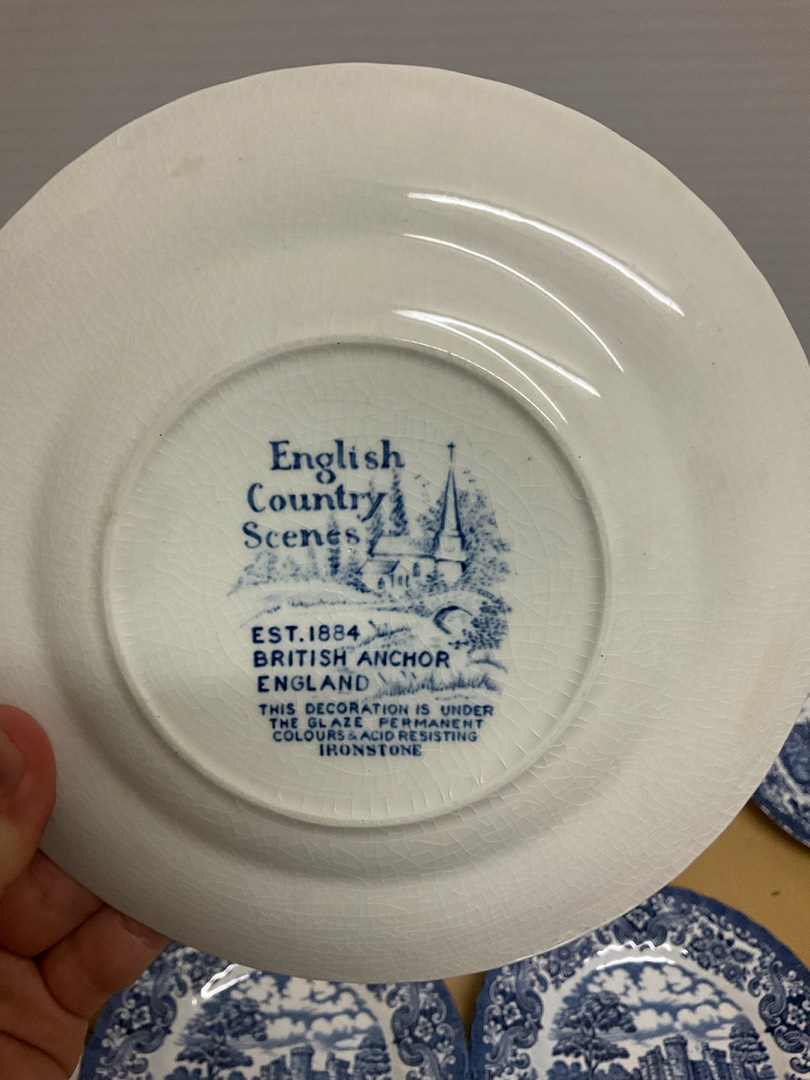 English
Country
Scenes
EST.1884
BRITISH ANCHOR
ENGLAND
THIS DECORATION IS UNDER
THE GLAZE PERMANENT
COLOURS & ACID RESISTING
IRONSTONE